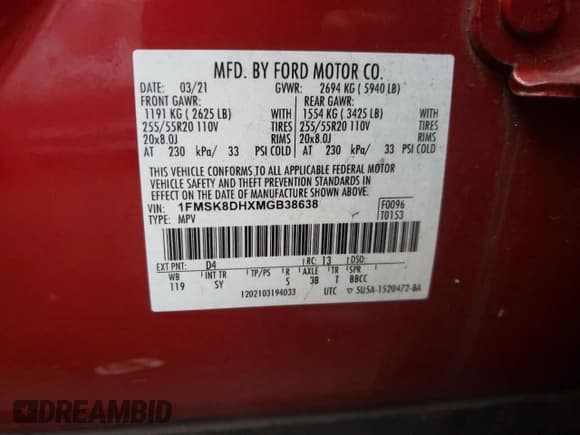 MFD. BY FORD MOTOR CO.
DATE: 03/21 GVWR: 2694 KG ( 5940 LB)
FRONT GAWR: REAR GAWR:
1191 KG ( 2625 LB) WITH 1554 KG ( 3425 LB) WITH
255/55R20 110V TIRES 255/55R20 110V TIRES
20x8.0J RIMS 20x8.0J RIMS
AT 230 kPa/ 33 PSI COLD AT 230 kPa/ 33 PSI COLD
THIS VEHICLE CONFORMS TO ALL APPLICABLE FEDERAL MOTOR
VEHICLE SAFETY AND THEFT PREVENTION STANDARDS IN
EFFECT ON THE DATE OF MANUFACTURE SHOWN ABOVE.
VIN: 1FMSK8DHXMGB38638 F0096
TYPE: MPV T0153
EXT PNT: D4 RC: 13 DSO:
WB INT TR TP/PS R AXLE TR SPR
119 SY S 3B T BBCC
1202103194033 UTC ▽ 5U5A-1520472-BA
DREAMBID